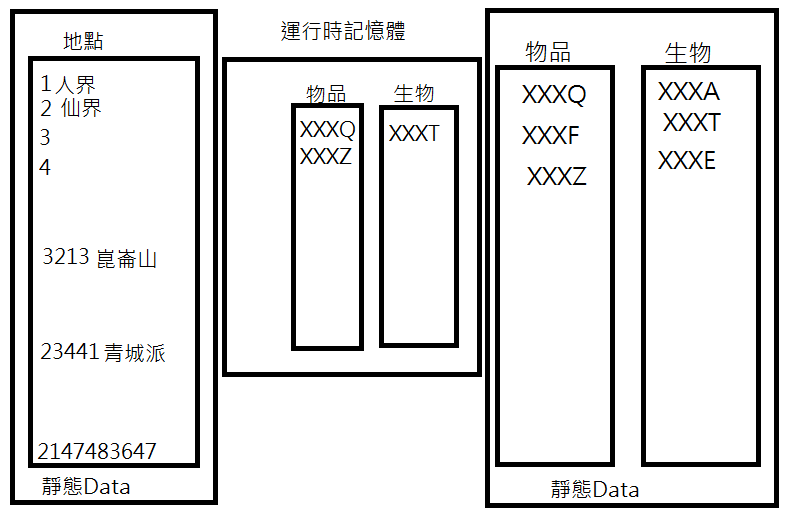 地點
1人界
2 仙界
3
4
3213 崑崙山
23441 青城派
2147483647
靜態Data
運行時記憶體
物品
XXXQ
XXXZ
生物
XXXT
物品
XXXQ
XXXF
XXXZ
生物
XXXA
XXXT
XXXE
靜態Data